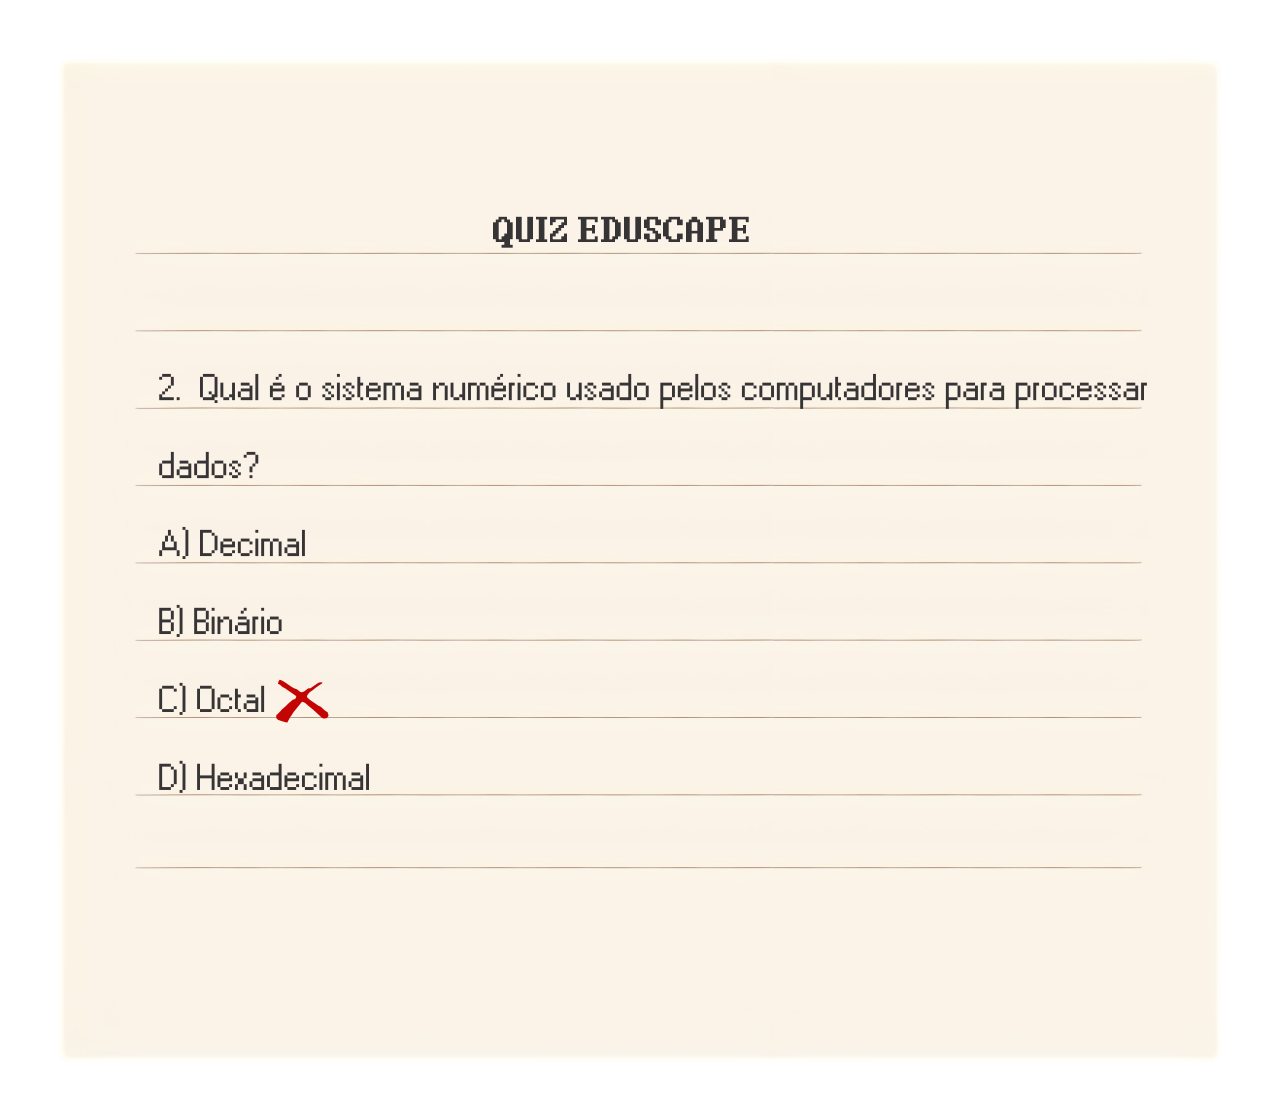 QUIZ EDUSCAPE
2. Qual é o sistema numérico usado pelos computadores para processar
dados?
A) Decimal
B) Binário
C) Octal
D) Hexadecimal